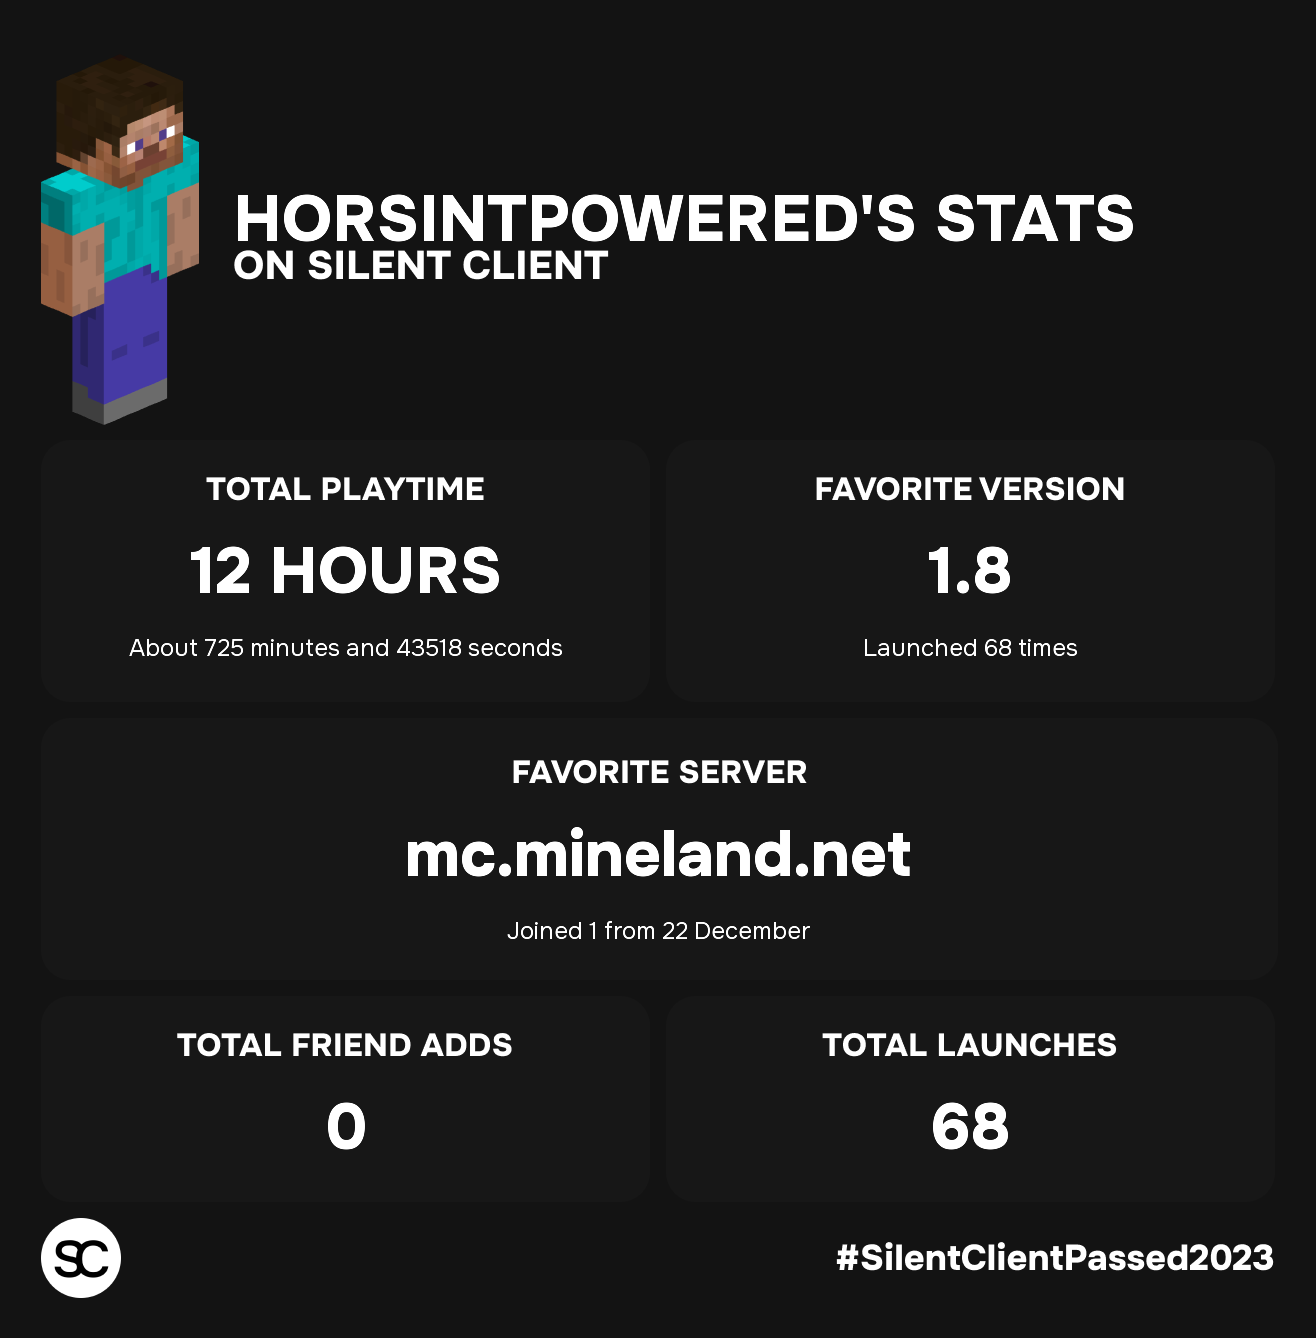 HORSINTPOWERED'S STATS
ON SILENT CLIENT
TOTAL PLAYTIME
12 HOURS
About 725 minutes and 43518 seconds
FAVORITE VERSION
1.8
Launched 68 times
FAVORITE SERVER
mc.mineland.net
Joined 1 from 22 December
TOTAL FRIEND ADDS
0
TOTAL LAUNCHES
68
SC
#SilentClientPassed2023